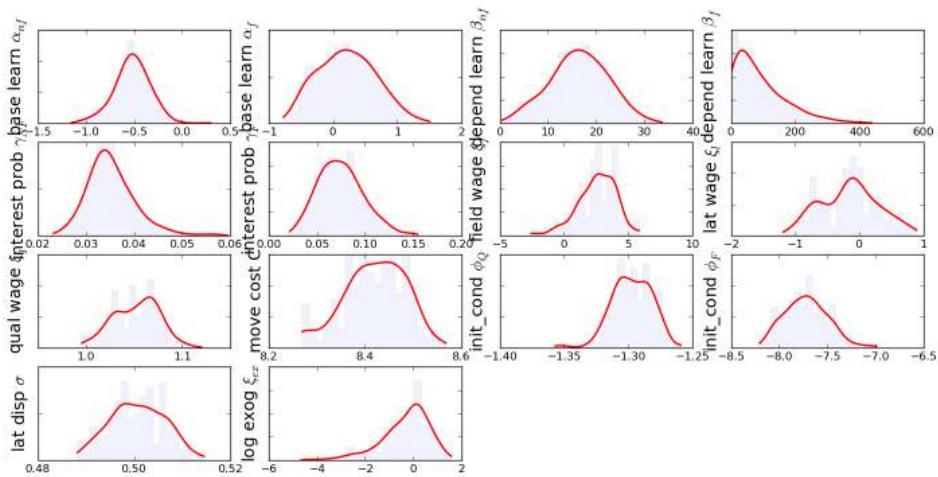 base learn α_nf
-1.5 -1.0 -0.5 0.0 0.5
base learn α_f
-1 0 1 2
depend learn β_nf
0 10 20 30 40
depend learn β_f
0 200 400 600
interest prob
0.02 0.03 0.04 0.05 0.06
interest prob
0.00 0.05 0.10 0.15 0.20
field wage
-5 0 5 10
lat wage ξ_l
-2 -1 0 1
qual wage
1.0 1.1
move cost
8.2 8.4 8.6
init_cond φ_Q
-1.40 -1.35 -1.30 -1.25
init_cond φ_F
-8.5 -8.0 -7.5 -7.0 -6.5
lat disp σ
0.48 0.50 0.52
log exog ξ_ex
-6 -4 -2 0 2